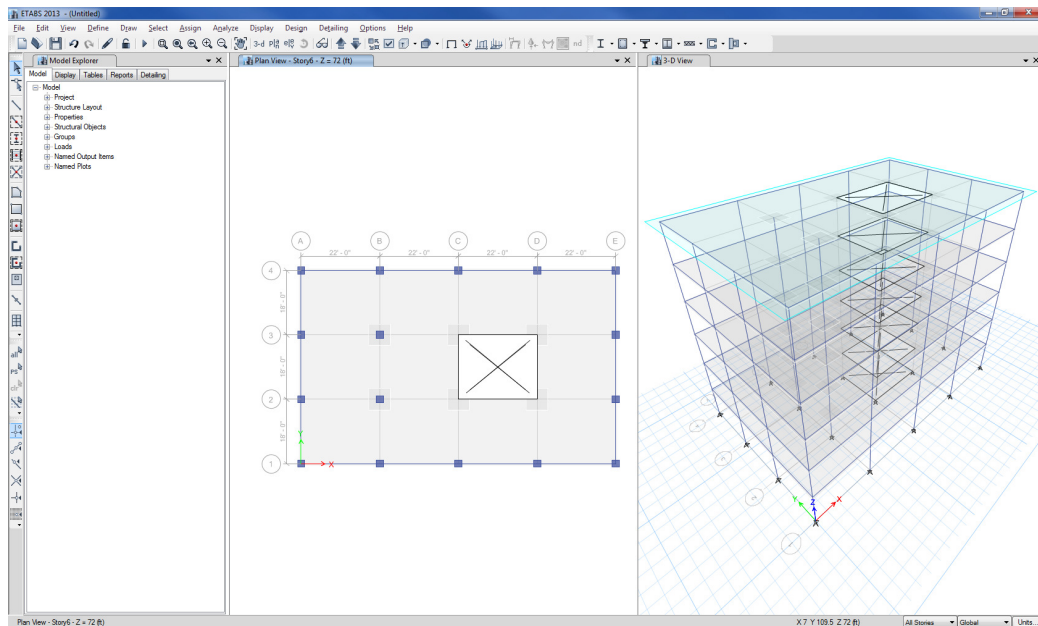 ETABS 2013 - (Untitled)
File Edit View Define Draw Select Assign Analyze Display Design Detailing Options Help
3-d nd
Model Explorer
Model Display Tables Reports Detailing
Model
Project
Structure Layout
Properties
Structural Objects
Groups
Loads
Named Output Items
Named Plots
Plan View - Story6 - Z = 72 (ft)
A B C D E
22' - 0" 22' - 0" 22' - 0" 22' - 0"
4
18' - 0"
3
18' - 0"
2
18' - 0"
1
Y
X
3-D View
Z
Y X
all
PS
Plan View - Story6 - Z = 72 (ft)
X 7 Y 109.5 Z 72 (ft)
All Stories Global Units...